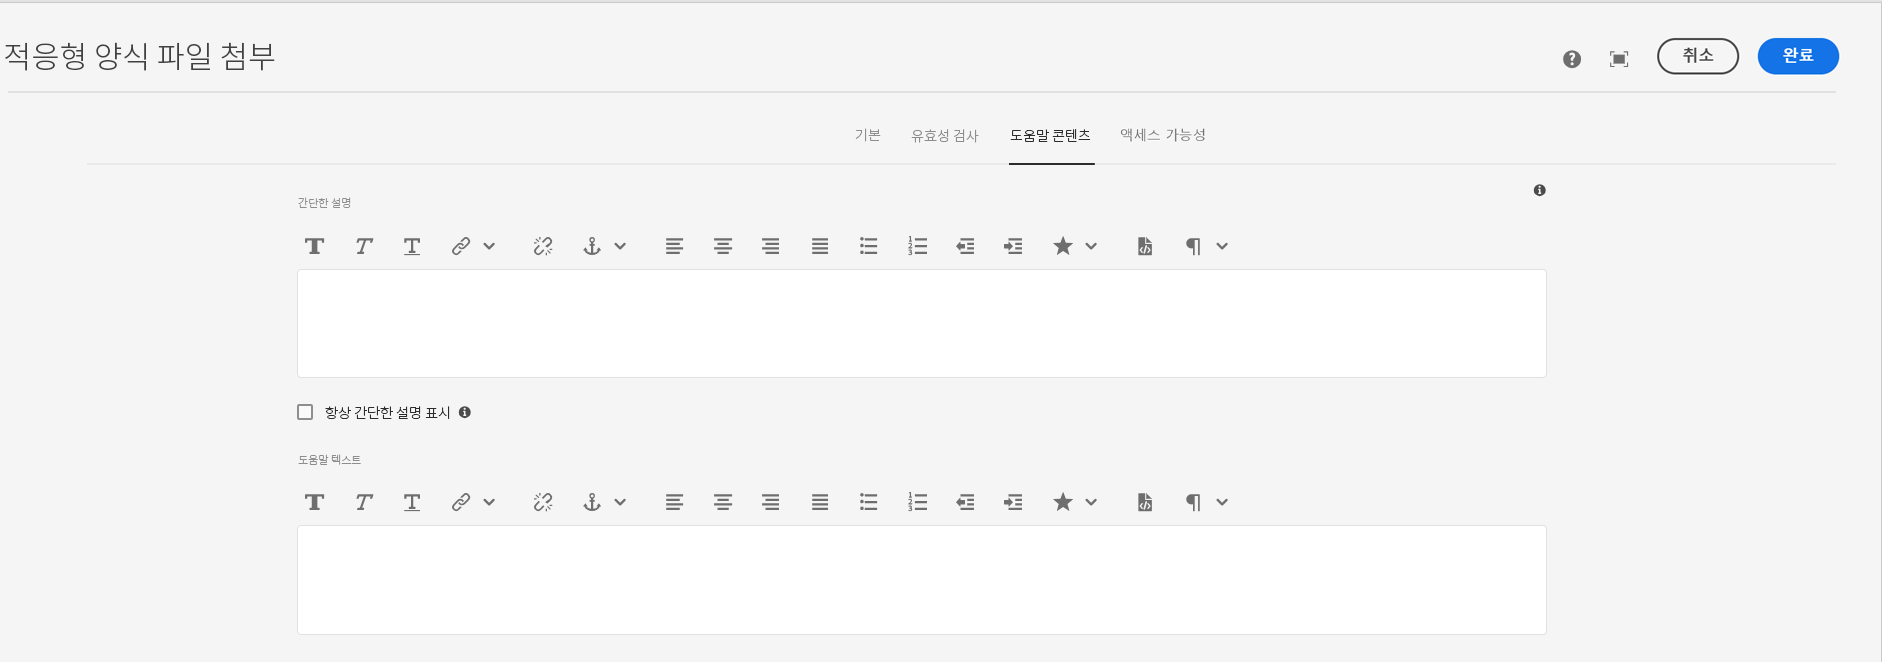 적응형 양식 파일 첨부
취소
완료
기본
유효성 검사
도움말 콘텐츠
액세스 가능성
간단한 설명
항상 간단한 설명 표시
도움말 텍스트